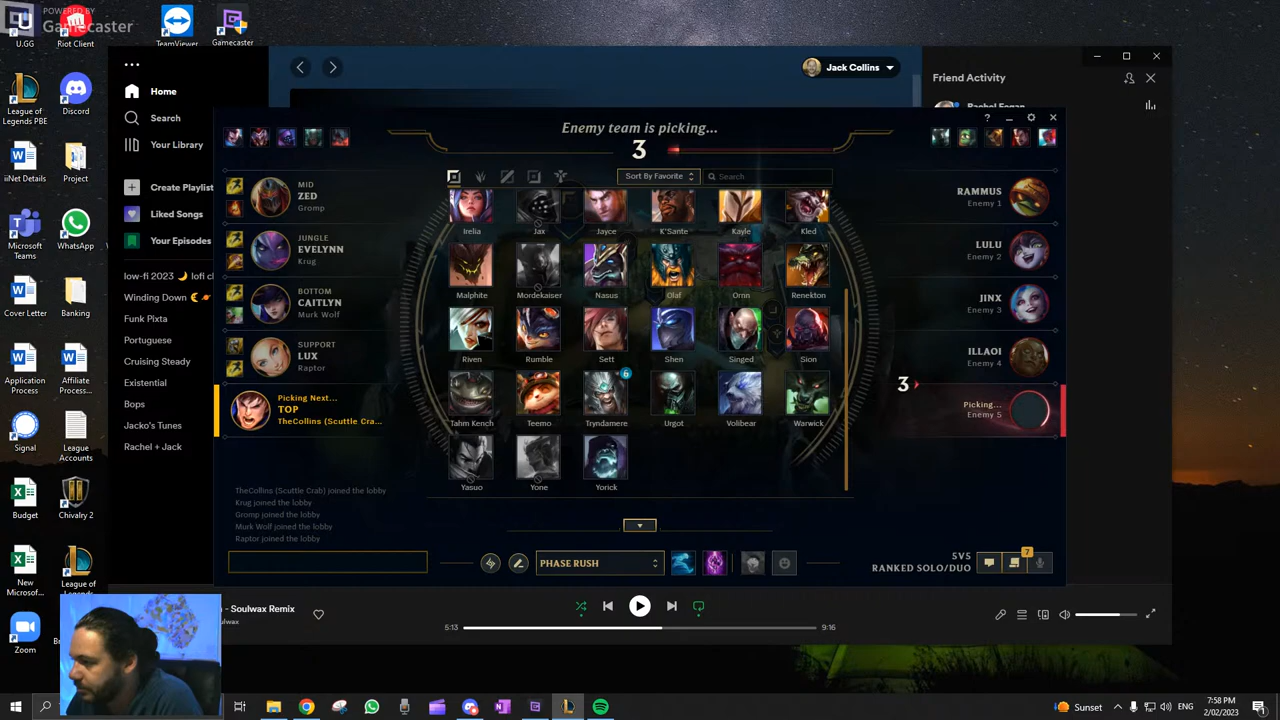 POWERED BY
Gamecaster
U.GG
Riot Client
TeamViewer
Gamecaster
League of
Legends PBE
Discord
iiNet Details
Project
Microsoft
Teams
WhatsApp
Cover Letter
Banking
Application
Process
Affiliate
Process...
Signal
Accounts
Budget
Chivalry 2
New
Microsof...
League of
Legends
Zoom
Home
Search
Your Library
Create Playlist
Liked Songs
Your Episodes
low-fi 2023
lofi c
Winding Down
Funk Pixta
Portuguese
Cruising Steady
Existential
Bops
Jacko's Tunes
Rachel + Jack
Jack Collins
Friend Activity
Rachel Fegan
Enemy team is picking...
3
Sort By Favorite
Search
MID
ZED
Gromp
JUNGLE
EVELYNN
Krug
BOTTOM
CAITLYN
Murk Wolf
SUPPORT
LUX
Raptor
Picking Next...
TOP
TheCollins (Scuttle Cra...
Irelia
Jax
Jayce
K'Sante
Kayle
Kled
Malphite
Mordekaiser
Nasus
Olaf
Ornn
Renekton
Riven
Rumble
Sett
Shen
Singed
Sion
6
Tahm Kench
Teemo
Tryndamere
Urgot
Volibear
Warwick
Yasuo
Yone
Yorick
RAMMUS
Enemy 1
LULU
Enemy 2
JINX
Enemy 3
ILLAOI
Enemy 4
3
Picking...
Enemy 5
TheCollins (Scuttle Crab) joined the lobby
Krug joined the lobby
Gromp joined the lobby
Murk Wolf joined the lobby
Raptor joined the lobby
PHASE RUSH
5V5
RANKED SOLO/DUO
7
- Soulwax Remix
ulwax
5:13
9:16
Sunset
7:58 PM
2/02/2023